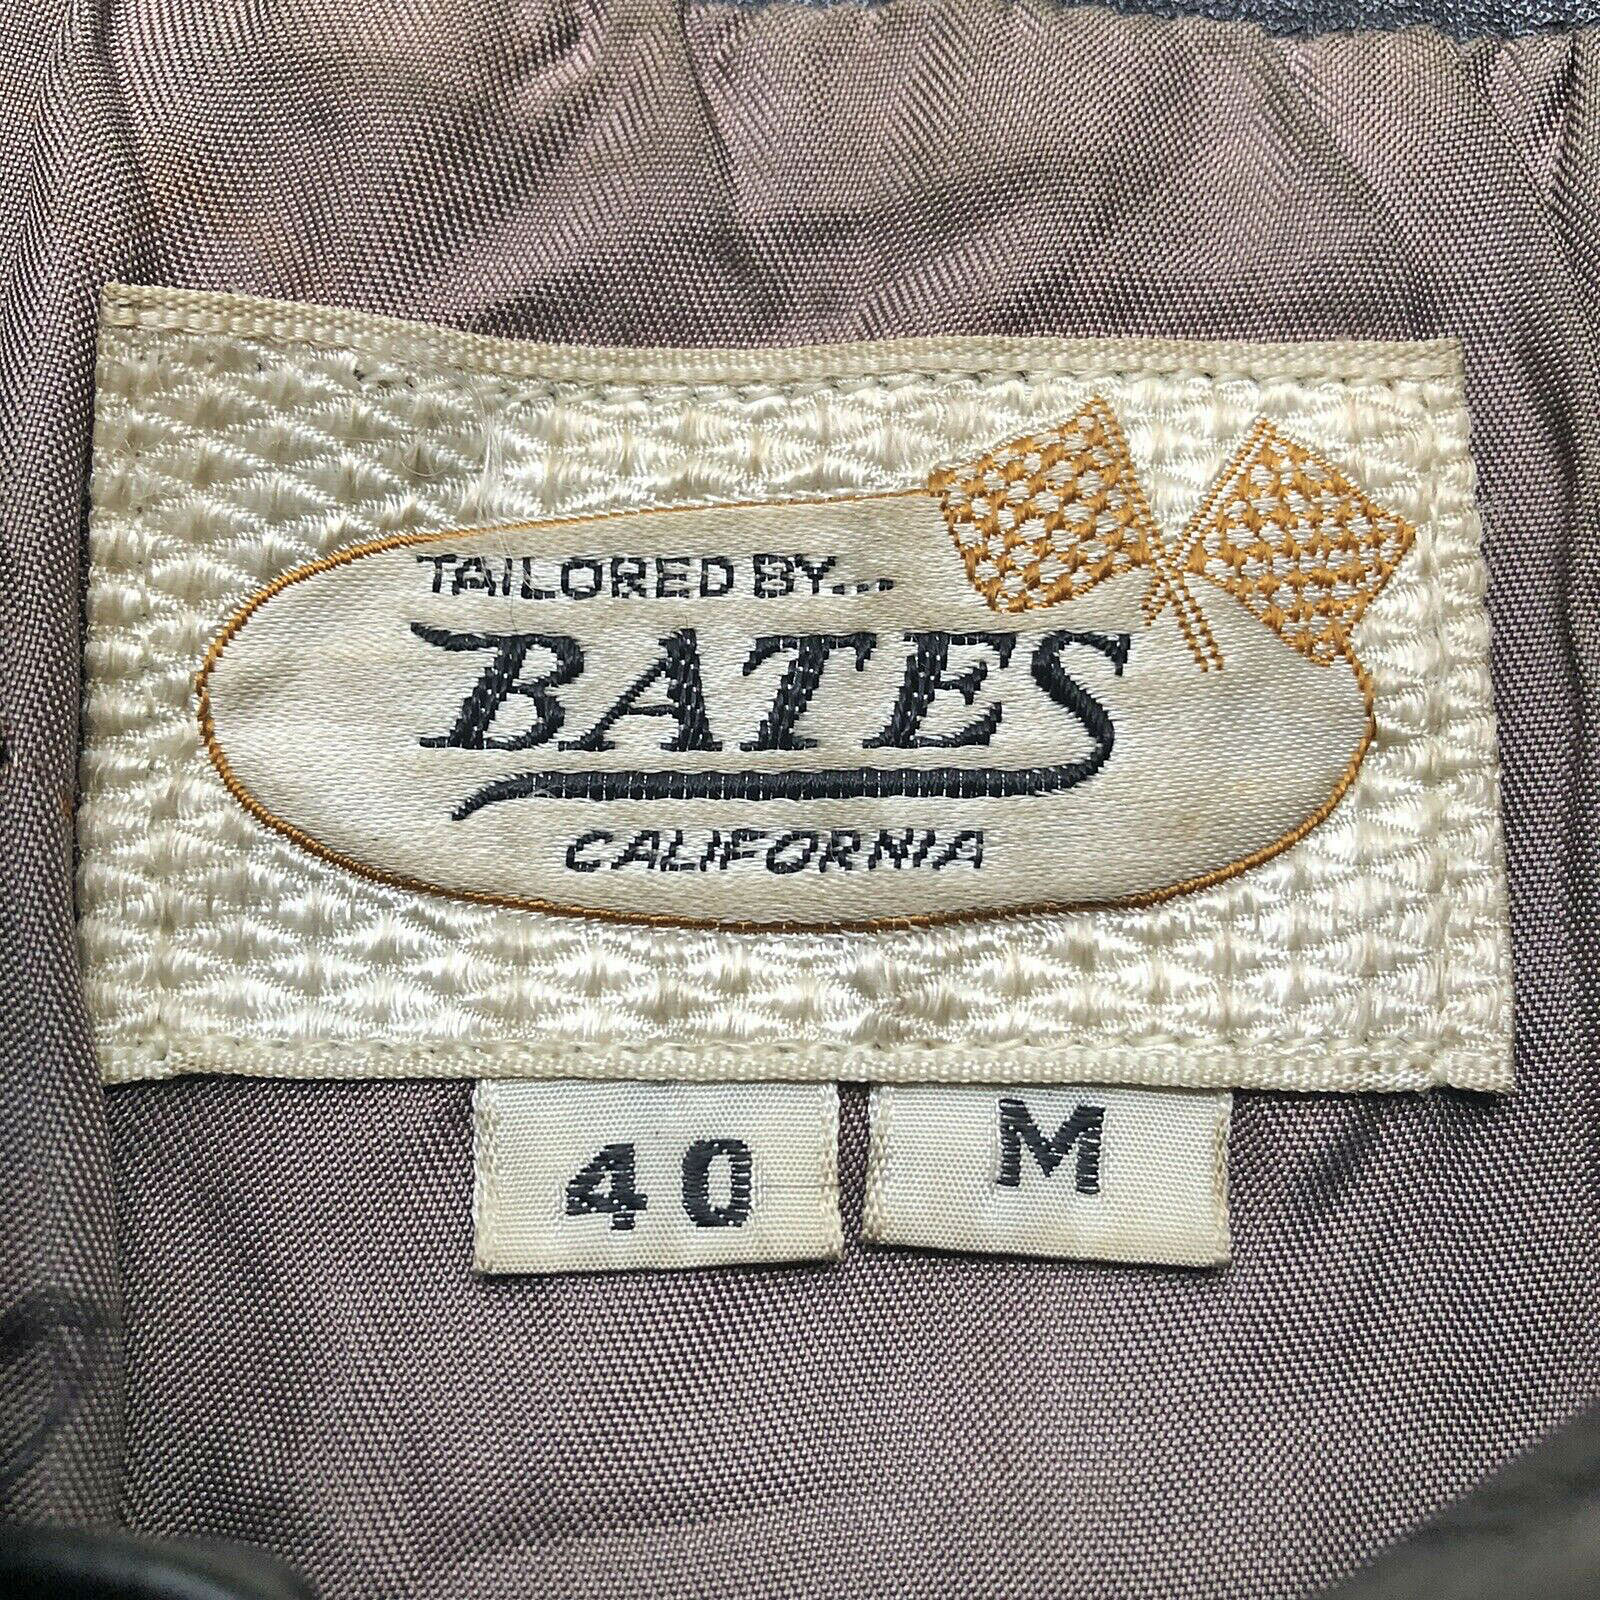 TAILORED BY...
BATES
CALIFORNIA
40 M